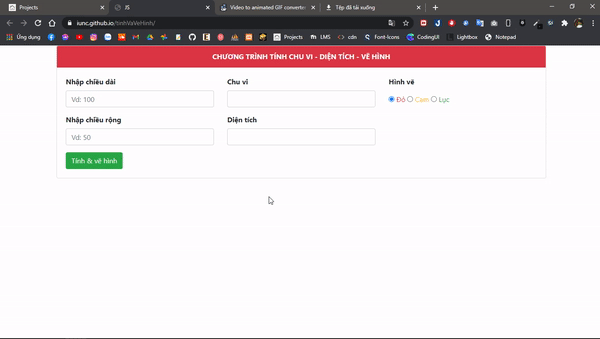 Projects
JS
Video to animated GIF converter
Tệp đã tải xuống
iunc.github.io/tinhVaVeHinh/
Ứng dụng
Projects
LMS
cdn
Font-Icons
CodingUI
Lightbox
Notepad
CHƯƠNG TRÌNH TÍNH CHU VI - DIỆN TÍCH - VẼ HÌNH
Nhập chiều dài
Chu vi
Hình vẽ
Vd: 100
Đỏ
Cam
Lục
Nhập chiều rộng
Diện tích
Vd: 50
Tính & vẽ hình